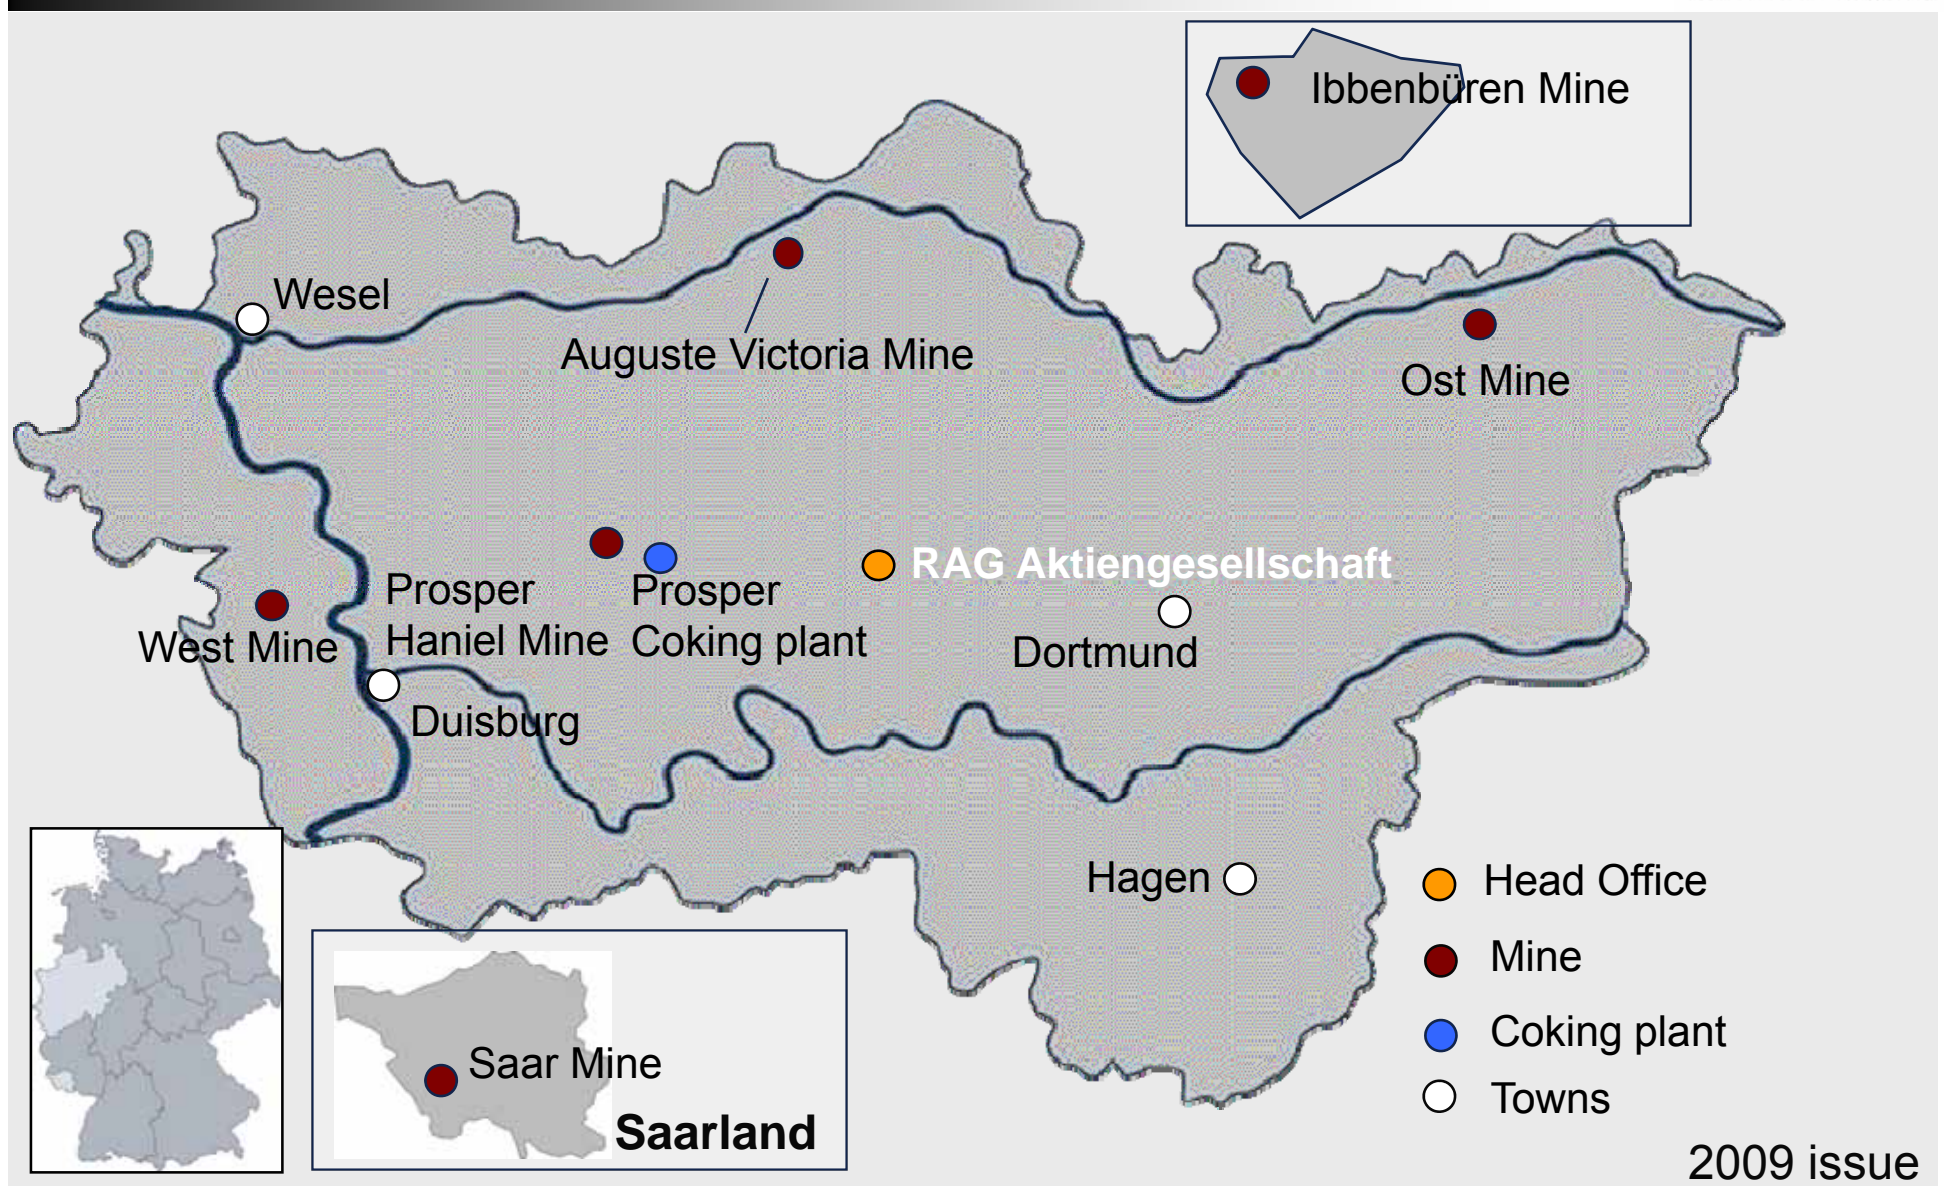 Ibbenbüren Mine
Wesel
Auguste Victoria Mine
Ost Mine
RAG Aktiengesellschaft
Prosper
Haniel Mine
Prosper
Coking plant
West Mine
Dortmund
Duisburg
Hagen
Head Office
Mine
Coking plant
Towns
Saar Mine
Saarland
2009 issue